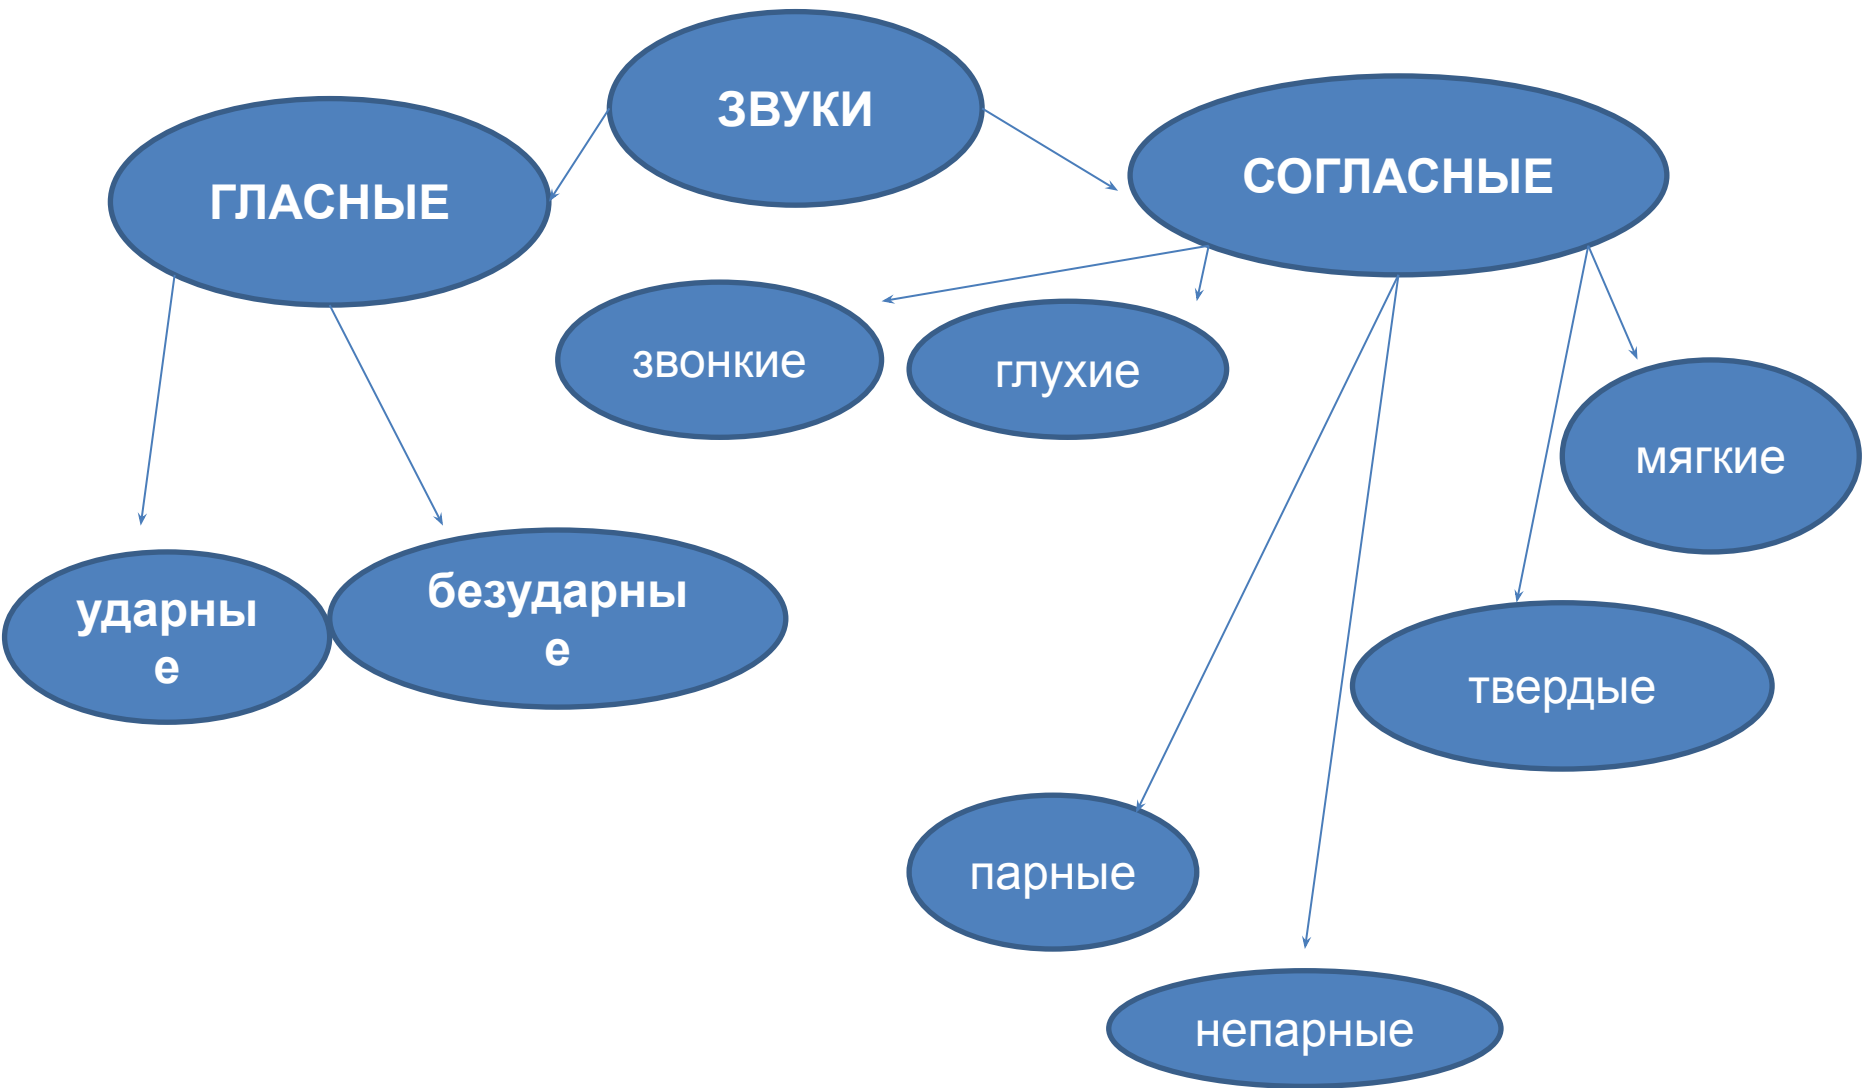 ЗВУКИ
ГЛАСНЫЕ
СОГЛАСНЫЕ
звонкие
глухие
мягкие
ударны
е
безударны
е
твердые
парные
непарные